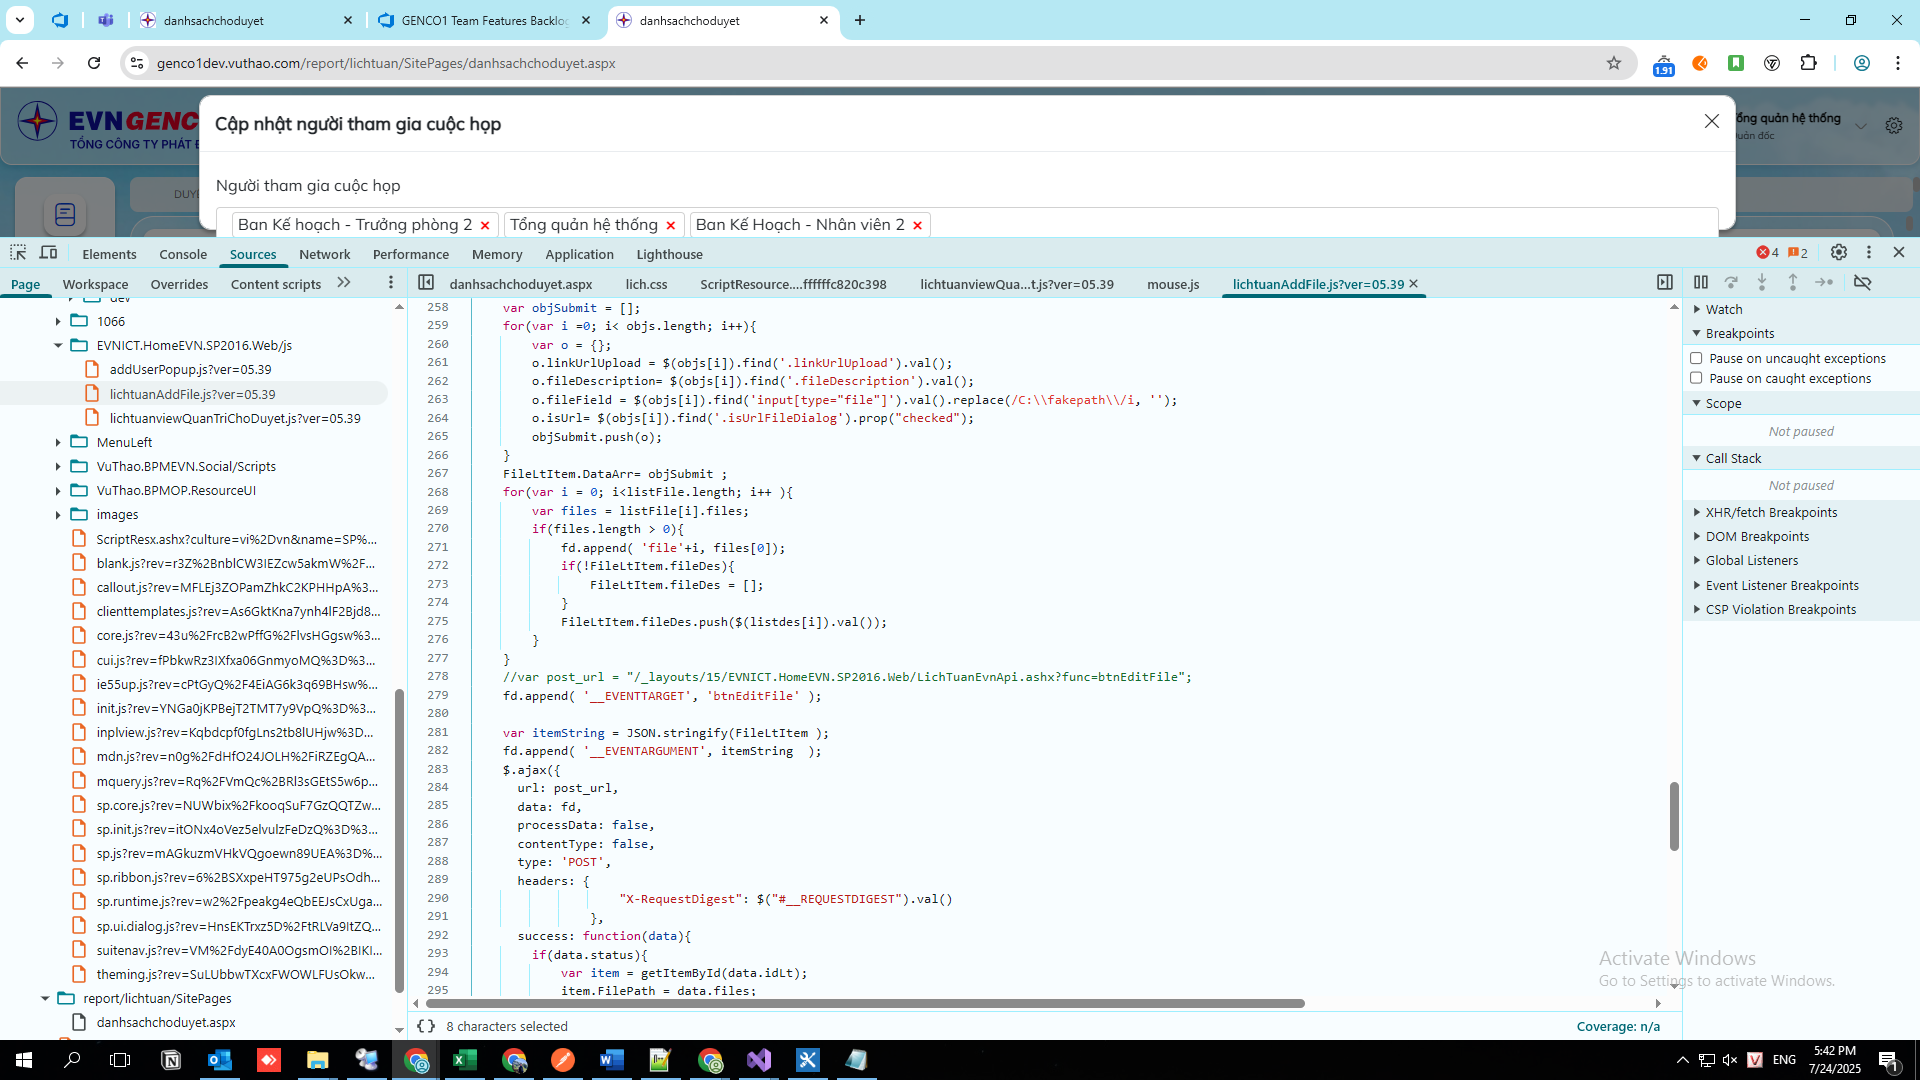 danhsachchoduyet
GENCO1 Team Features Backlog
danhsachchoduyet
genco1dev.vuthao.com/report/lichtuan/SitePages/danhsachchoduyet.aspx
1.91
EVNGENC
TỔNG CÔNG TY PHÁT Đ
Cập nhật người tham gia cuộc họp
Tổng quản hệ thống
Quản đốc
DUYỆ
Người tham gia cuộc họp
Ban Kế hoạch - Trưởng phòng 2
Tổng quản hệ thống
Ban Kế Hoạch - Nhân viên 2
Elements Console Sources Network Performance Memory Application Lighthouse
4 2
Page Workspace Overrides Content scripts
danhsachchoduyet.aspx lich.css ScriptResource....ffffffc820c398 lichtuanviewQua...t.js?ver=05.39 mouse.js lichtuanAddFile.js?ver=05.39
dev
1066
EVNICT.HomeEVN.SP2016.Web/js
addUserPopup.js?ver=05.39
lichtuanAddFile.js?ver=05.39
lichtuanviewQuanTriChoDuyet.js?ver=05.39
MenuLeft
VuThao.BPMEVN.Social/Scripts
VuThao.BPMOP.ResourceUI
images
ScriptResx.ashx?culture=vi%2Dvn&name=SP%...
blank.js?rev=r3Z%2BnblCW3IEZcw5akmW%2F...
callout.js?rev=MFLEj3ZOPamZhkC2KPHHpA%3...
clienttemplates.js?rev=As6GktKna7ynh4lF2Bjd8...
core.js?rev=43u%2FrcB2wPffG%2FlvsHGgsw%3...
cui.js?rev=fPbkwRz3IXfxa06GnmyoMQ%3D%3...
ie55up.js?rev=cPtGyQ%2F4EiAG6k3q69BHsw%...
init.js?rev=YNGa0jKPBejT2TMT7y9VpQ%3D%3...
inplview.js?rev=Kqbdcpf0fgLns2tb8lUHjw%3D...
mdn.js?rev=n0g%2FdHfO24JOLH%2FiRZEgQA...
mquery.js?rev=Rq%2FVmQc%2BRl3sGEtS5w6p...
sp.core.js?rev=NUWbix%2FkooqSuF7GzQQTZw...
sp.init.js?rev=itONx4oVez5elvulzFeDzQ%3D%3...
sp.js?rev=mAGkuzmVHkVQgoewn89UEA%3D%...
sp.ribbon.js?rev=6%2BSXxpeHT975g2eUPsOdh...
sp.runtime.js?rev=w2%2Fpeakg4eQbEEJsCxUga...
sp.ui.dialog.js?rev=HnsEKTrxz5D%2FtRLVa9ItZQ...
suitenav.js?rev=VM%2FdyE40A0OgsmOI%2BIKI...
theming.js?rev=SuLUbbwTXcxFWOWLFUsOkw...
report/lichtuan/SitePages
danhsachchoduyet.aspx
258 var objSubmit = [];
259 for(var i =0; i< objs.length; i++){
260 var o = {};
261 o.linkUrlUpload = $(objs[i]).find('.linkUrlUpload').val();
262 o.fileDescription= $(objs[i]).find('.fileDescription').val();
263 o.fileField = $(objs[i]).find('input[type="file"]').val().replace(/C:\\fakepath\\/i, '');
264 o.isUrl= $(objs[i]).find('.isUrlFileDialog').prop("checked");
265 objSubmit.push(o);
266 }
267 FileLtItem.DataArr= objSubmit ;
268 for(var i = 0; i<listFile.length; i++ ){
269 var files = listFile[i].files;
270 if(files.length > 0){
271 fd.append( 'file'+i, files[0]);
272 if(!FileLtItem.fileDes){
273 FileLtItem.fileDes = [];
274 }
275 FileLtItem.fileDes.push($(listdes[i]).val());
276 }
277 }
278 //var post_url = "/_layouts/15/EVNICT.HomeEVN.SP2016.Web/LichTuanEvnApi.ashx?func=btnEditFile";
279 fd.append( '__EVENTTARGET', 'btnEditFile' );
280
281 var itemString = JSON.stringify(FileLtItem );
282 fd.append( '__EVENTARGUMENT', itemString );
283 $.ajax({
284 url: post_url,
285 data: fd,
286 processData: false,
287 contentType: false,
288 type: 'POST',
289 headers: {
290 "X-RequestDigest": $("#__REQUESTDIGEST").val()
291 },
292 success: function(data){
293 if(data.status){
294 var item = getItemById(data.idLt);
295 item.FilePath = data.files;
8 characters selected
Coverage: n/a
Watch
Breakpoints
Pause on uncaught exceptions
Pause on caught exceptions
Scope
Not paused
Call Stack
Not paused
XHR/fetch Breakpoints
DOM Breakpoints
Global Listeners
Event Listener Breakpoints
CSP Violation Breakpoints
Activate Windows
Go to Settings to activate Windows.
ENG
5:42 PM
7/24/2025
1